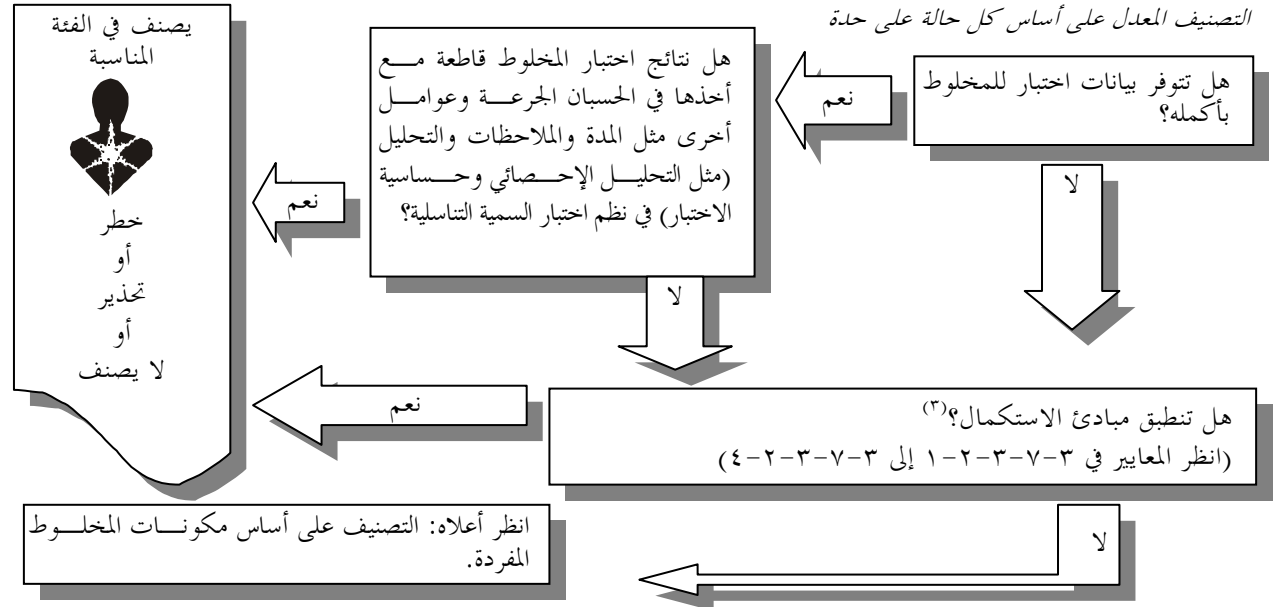 التصنيف المعدل على أساس كل حالة على حدة
هل تتوفر بيانات اختبار للمخلوط
بأكمله؟
نعم
هل نتائج اختبار المخلوط قاطعة مع
أخذها في الحسبان الجرعة وعوامل
أخرى مثل المدة والملاحظات والتحليل
(مثل التحليل الإحصائي وحساسية
الاختبار) في نظم اختبار السمية التناسلية؟
نعم
يصنف في الفئة
المناسبة
خطر
أو
تحذير
أو
لا يصنف
لا
لا
هل تنطبق مبادئ الاستكمال؟(٣)
(انظر المعايير في ٣-٧-٣-٢-١ إلى ٣-٧-٣-٢-٤)
نعم
لا
انظر أعلاه: التصنيف على أساس مكونات المخلوط
المفردة.